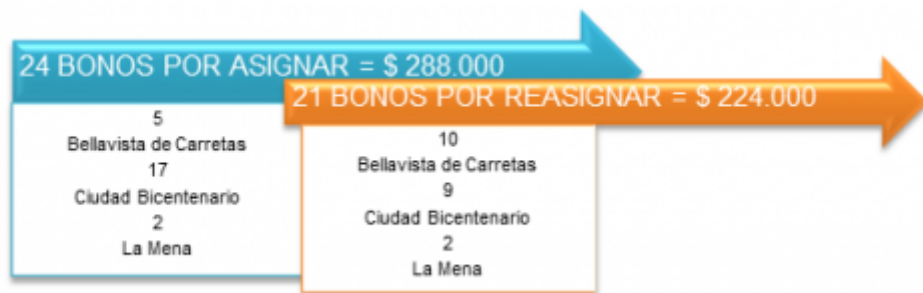 24 BONOS POR ASIGNAR = $ 288.000
5
Bellavista de Carretas
17
Ciudad Bicentenario
2
La Mena
21 BONOS POR REASIGNAR = $ 224.000
10
Bellavista de Carretas
9
Ciudad Bicentenario
2
La Mena